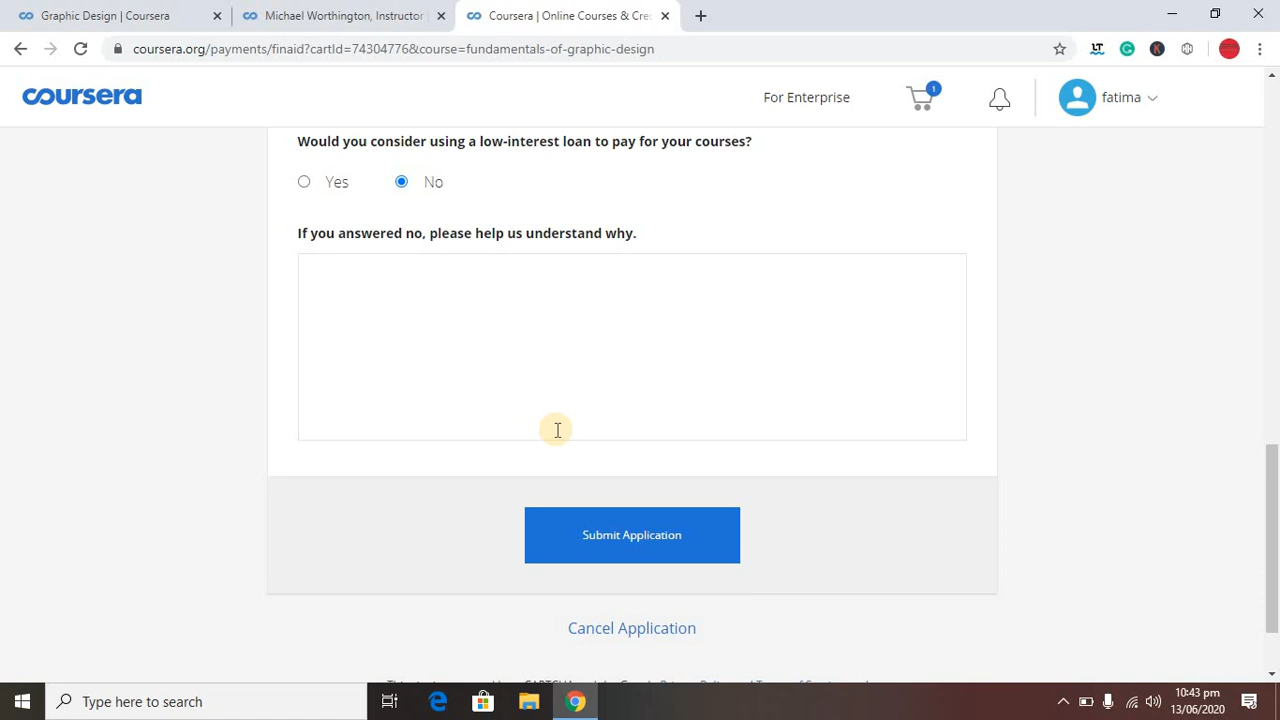 Graphic Design | Coursera
Michael Worthington, Instructor
Coursera | Online Courses & Cre
coursera.org/payments/finaid?cartId=74304776&course=fundamentals-of-graphic-design
LT
G
K
coursera
For Enterprise
1
fatima
Would you consider using a low-interest loan to pay for your courses?
Yes
No
If you answered no, please help us understand why.
Submit Application
Cancel Application
Type here to search
10:43 pm
13/06/2020